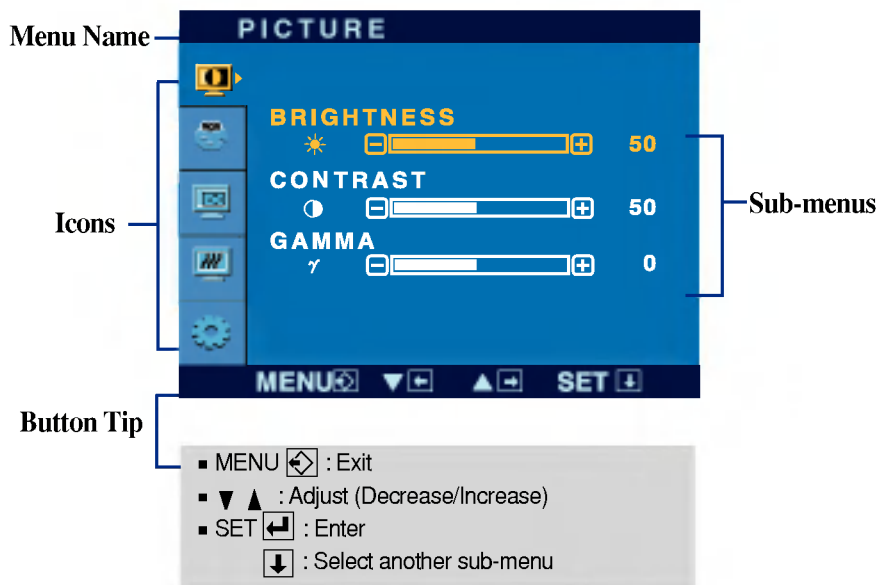 Menu Name
PICTURE
BRIGHTNESS
50
CONTRAST
50
Sub-menus
Icons
GAMMA
γ
0
MENU ▼ ▲ SET
Button Tip
▪ MENU : Exit
▪ ▼ ▲ : Adjust (Decrease/Increase)
▪ SET : Enter
: Select another sub-menu